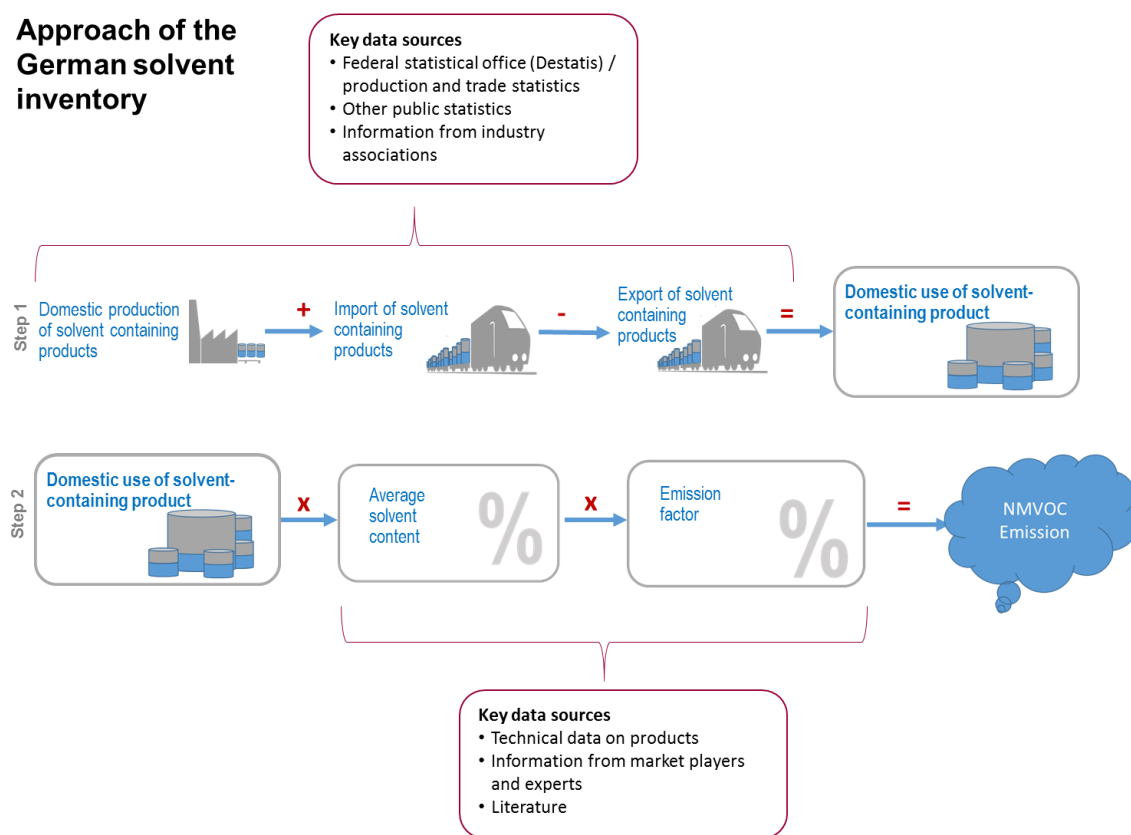 Approach of the
German solvent
inventory
Key data sources
• Federal statistical office (Destatis) /
production and trade statistics
• Other public statistics
• Information from industry
associations
Step 1
Domestic production
of solvent containing
products
+
Import of solvent
containing
products
-
Export of solvent
containing
products
=
Domestic use of solvent-
containing product
Step 2
Domestic use of solvent-
containing product
x
Average
solvent
content
%
x
Emission
factor
%
=
NMVOC
Emission
Key data sources
• Technical data on products
• Information from market players
and experts
• Literature